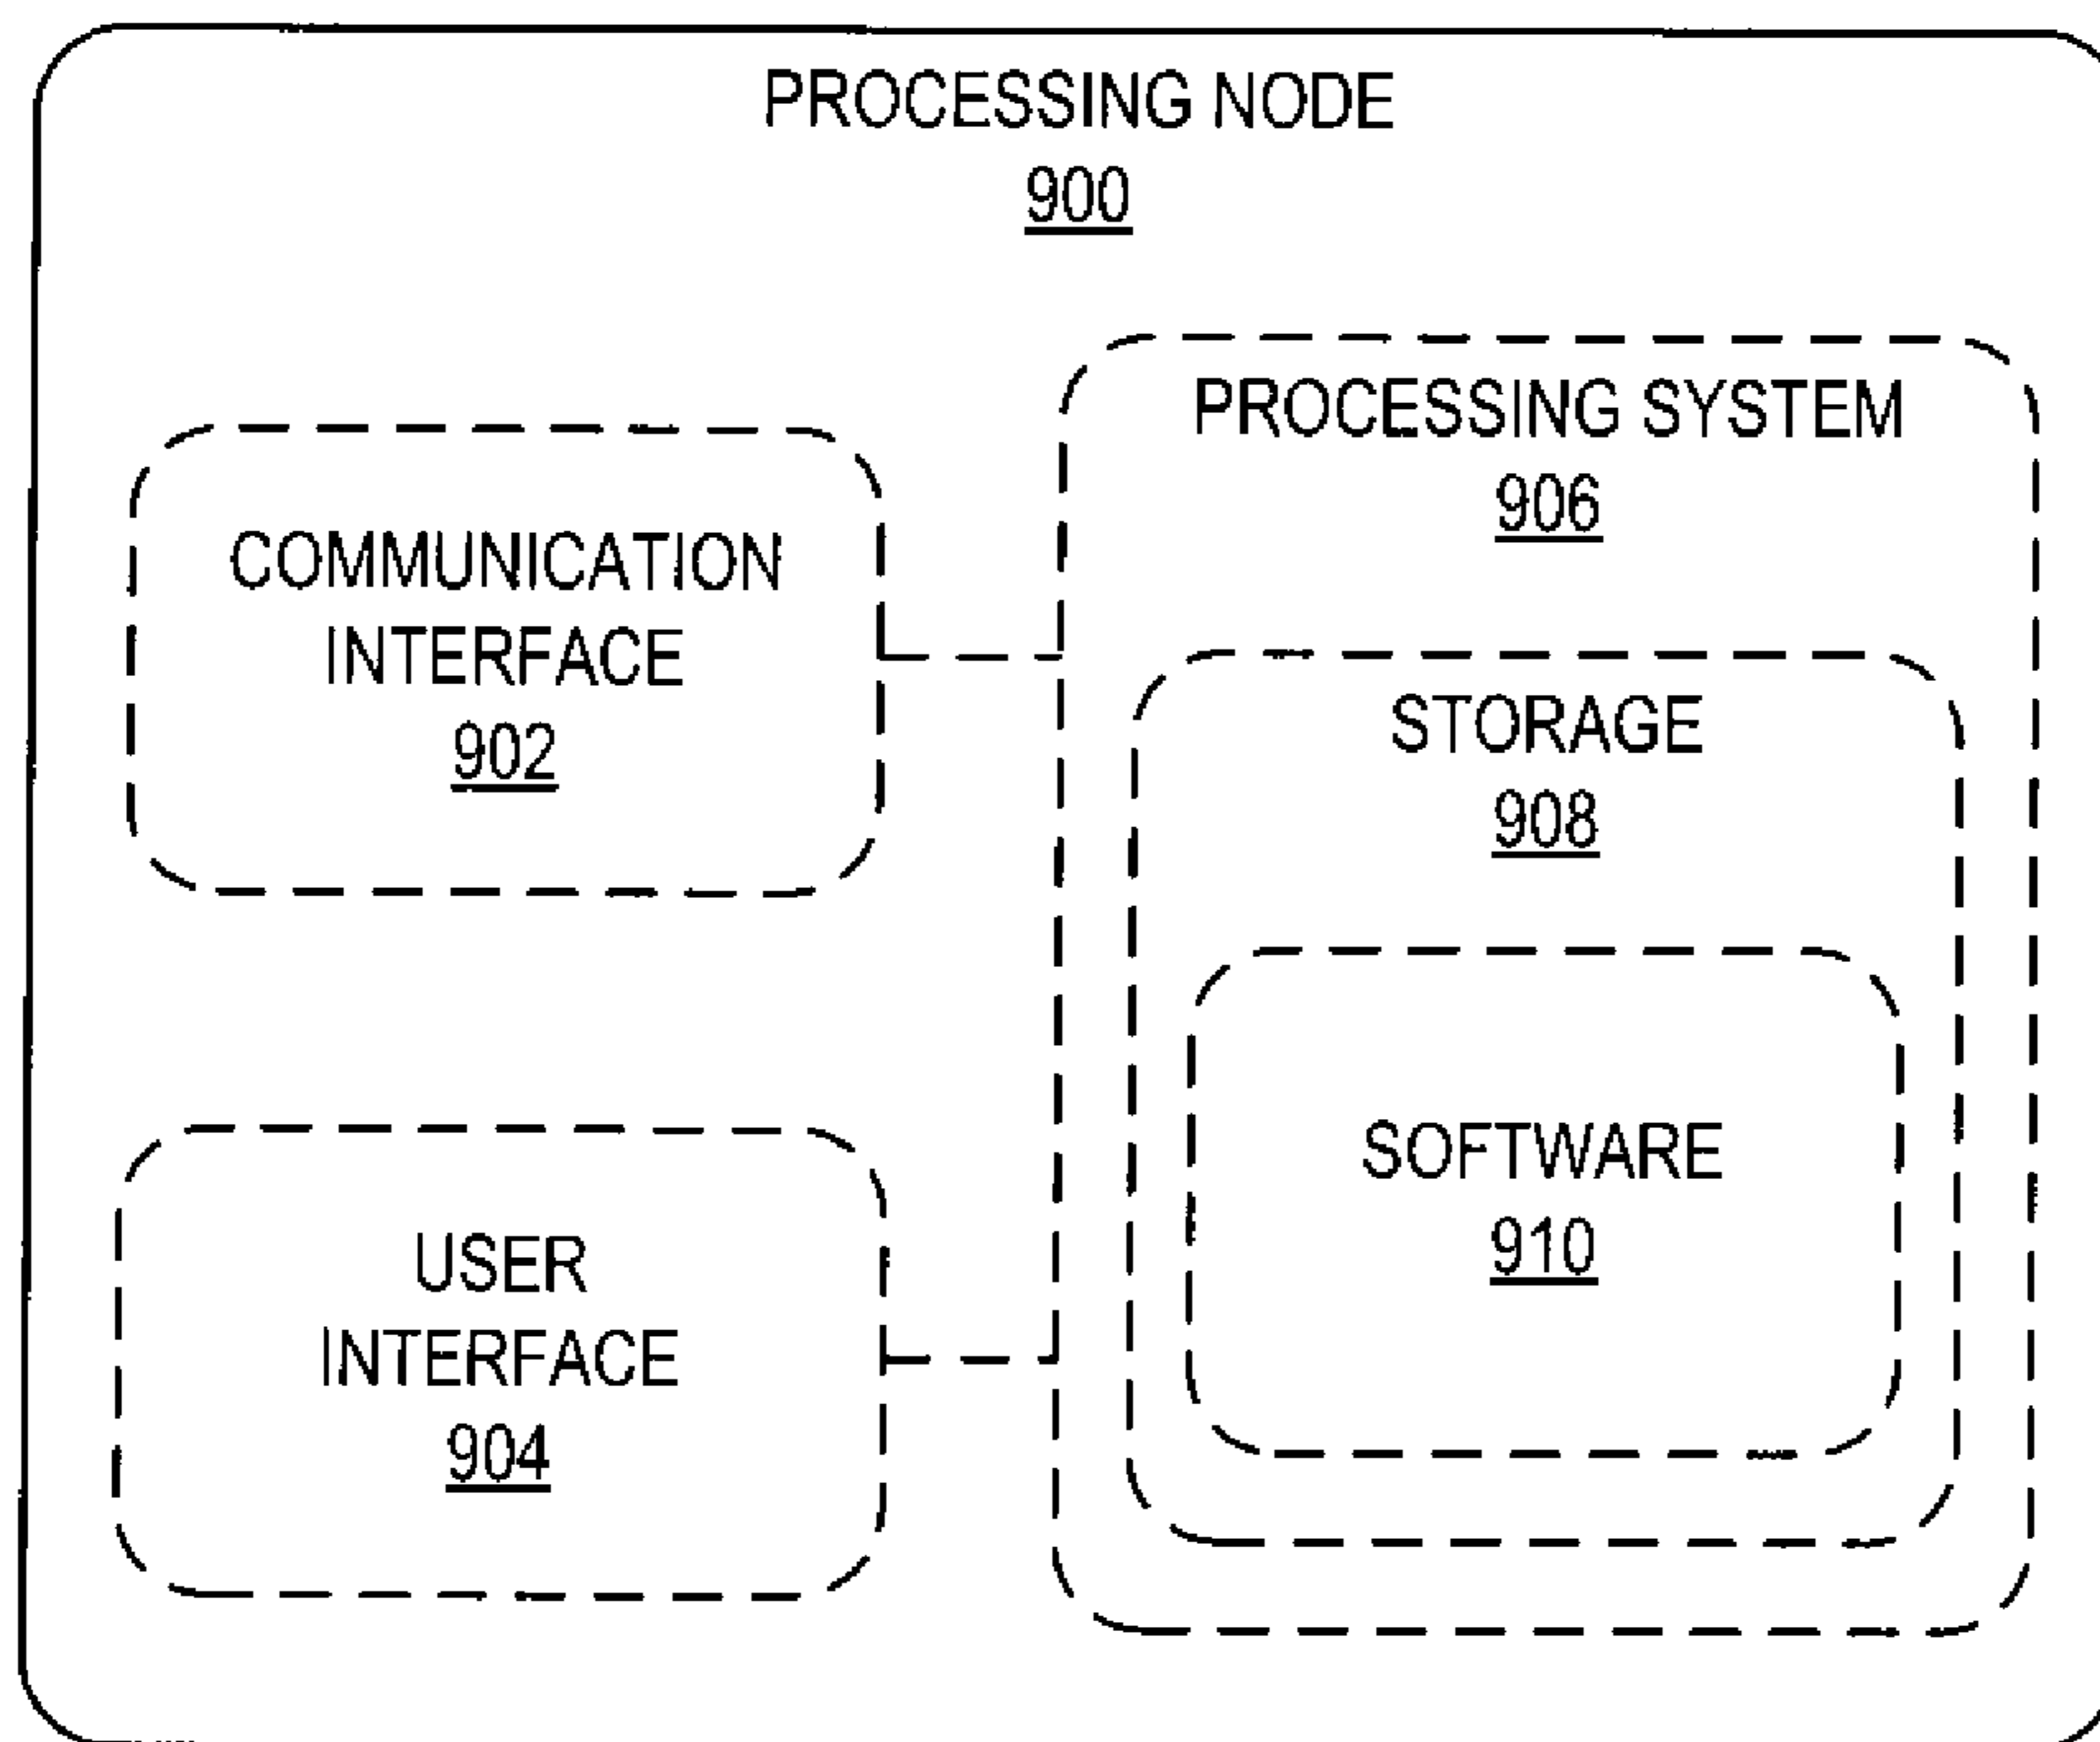 PROCESSING NODE
900
PROCESSING SYSTEM
906
COMMUNICATION
INTERFACE
902
STORAGE
908
SOFTWARE
910
USER
INTERFACE
904